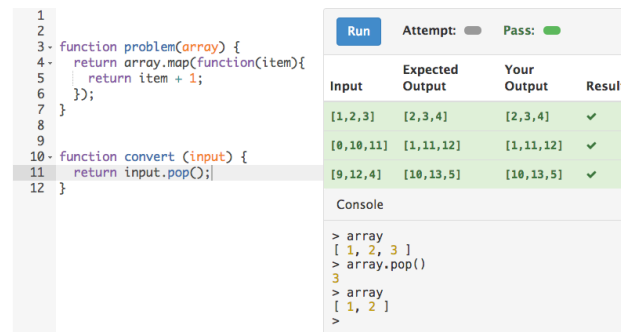 1
2
3 function problem(array) {
4 return array.map(function(item){
5 return item + 1;
6 });
7 }
8
9
10 function convert (input) {
11 return input.pop();
12 }
Run Attempt: Pass:
Input Expected Output Your Output Resul
[1,2,3] [2,3,4] [2,3,4] ✔
[0,10,11] [1,11,12] [1,11,12] ✔
[9,12,4] [10,13,5] [10,13,5] ✔
Console
> array
[ 1, 2, 3 ]
> array.pop()
3
> array
[ 1, 2 ]
>